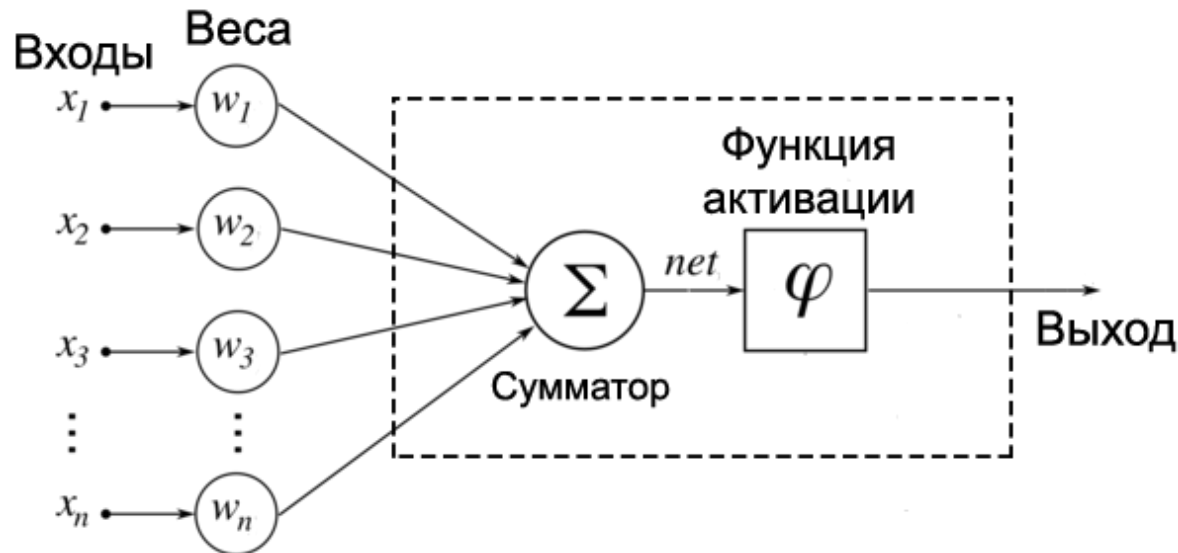 Входы
Веса
x1
w1
x2
w2
x3
w3
⋮ ⋮
xn
wn
Σ
Сумматор
net
Функция
активации
φ
Выход